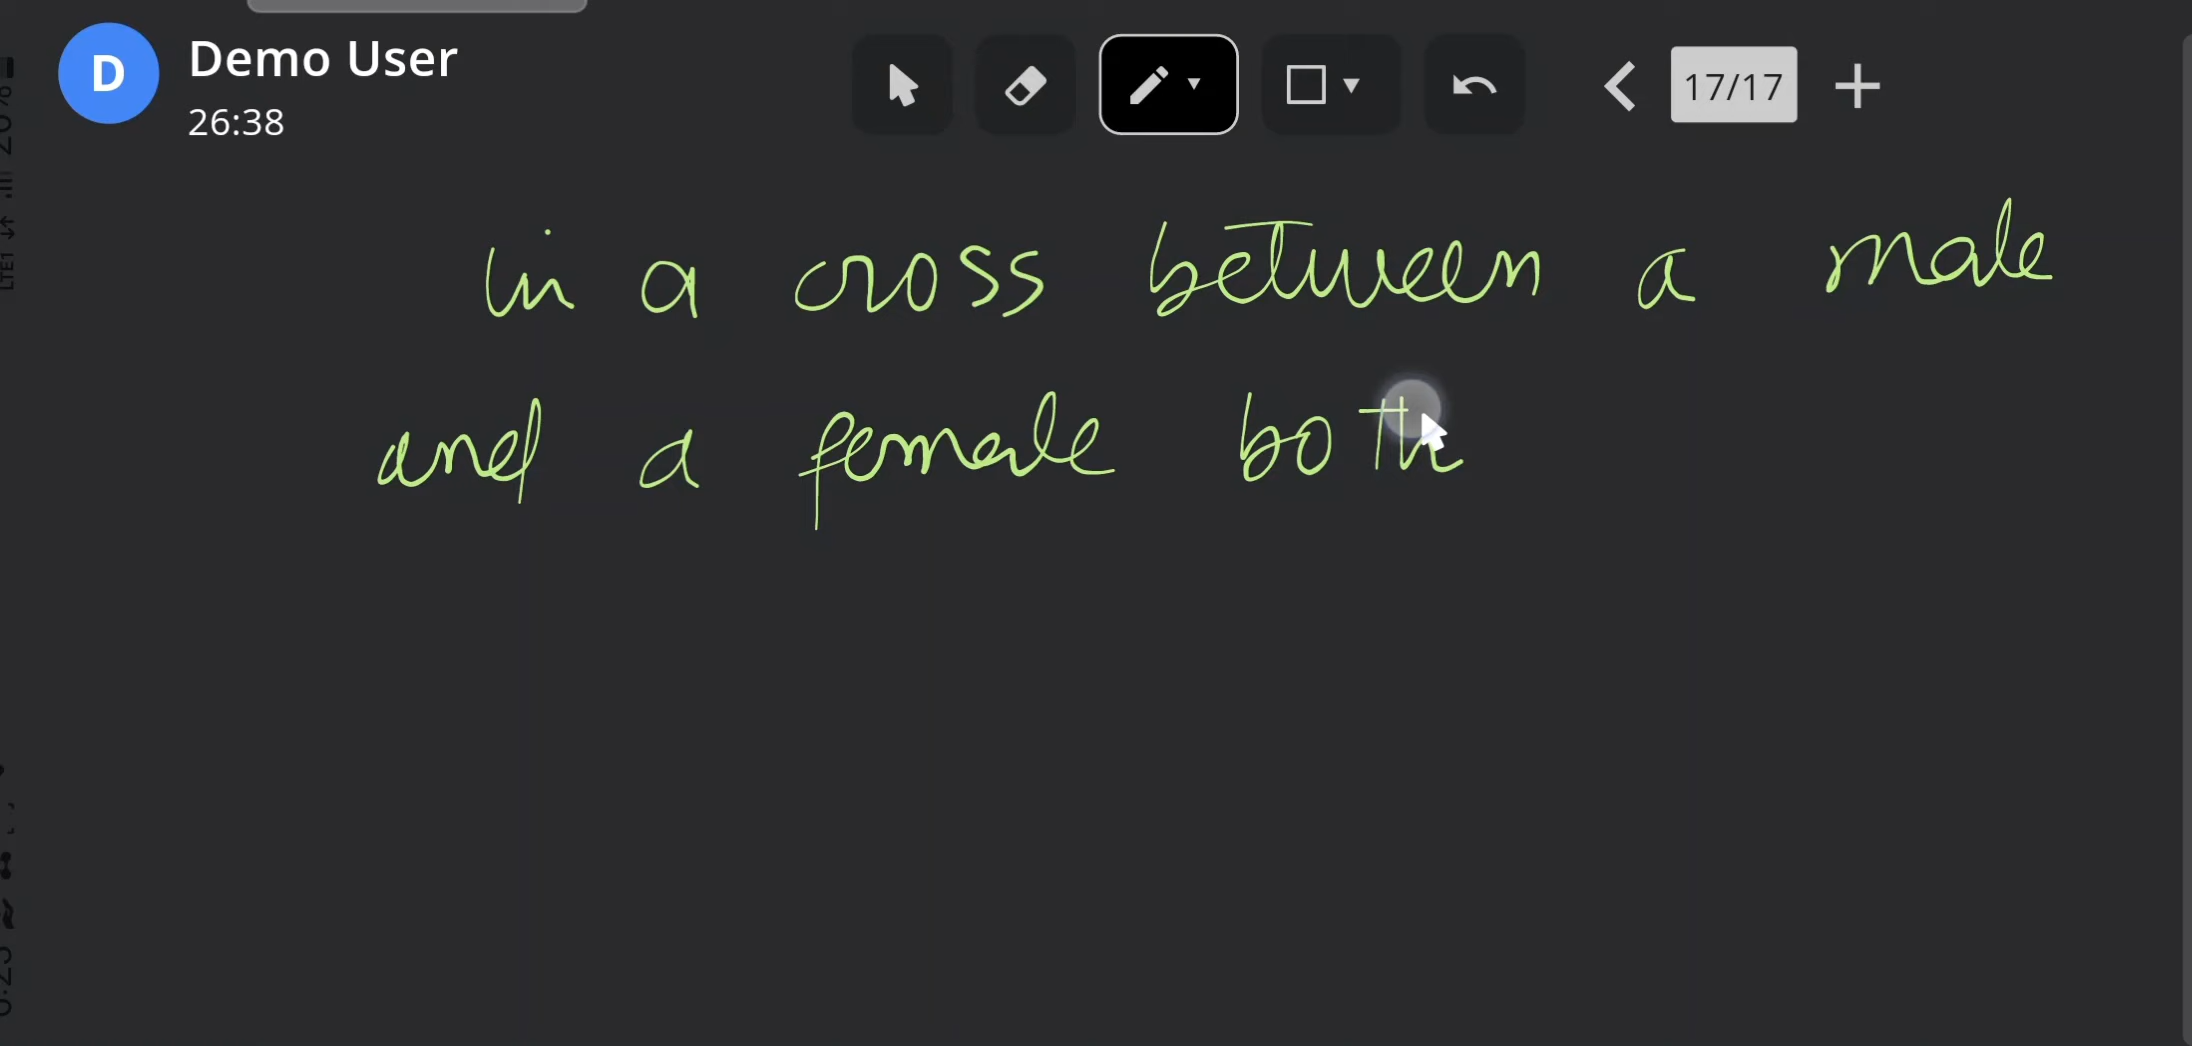 Demo User
26:38
17/17
in a cross between a male
and a female both